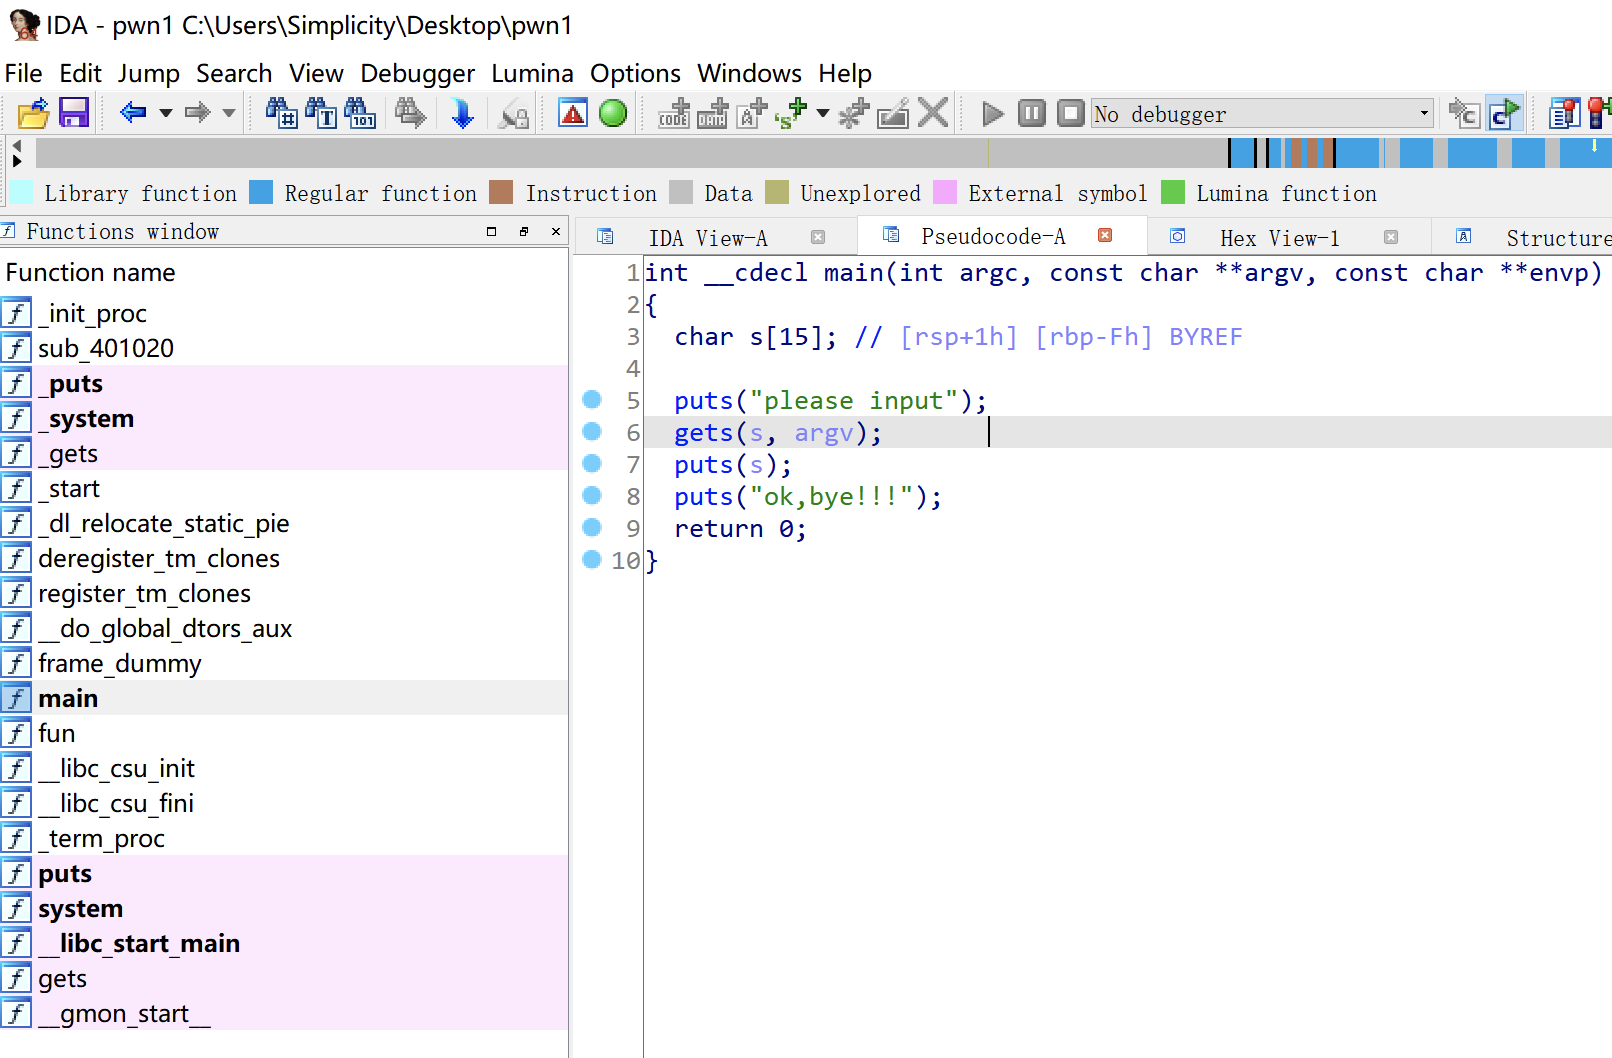 IDA - pwn1 C:\Users\Simplicity\Desktop\pwn1
File Edit Jump Search View Debugger Lumina Options Windows Help
No debugger
Library function Regular function Instruction Data Unexplored External symbol Lumina function
Functions window
Function name
_init_proc
sub_401020
_puts
_system
_gets
_start
_dl_relocate_static_pie
deregister_tm_clones
register_tm_clones
__do_global_dtors_aux
frame_dummy
main
fun
__libc_csu_init
__libc_csu_fini
_term_proc
puts
system
__libc_start_main
gets
__gmon_start__
IDA View-A Pseudocode-A Hex View-1 Structure
1 int __cdecl main(int argc, const char **argv, const char **envp)
2 {
3 char s[15]; // [rsp+1h] [rbp-Fh] BYREF
4
5 puts("please input");
6 gets(s, argv);
7 puts(s);
8 puts("ok,bye!!!");
9 return 0;
10 }